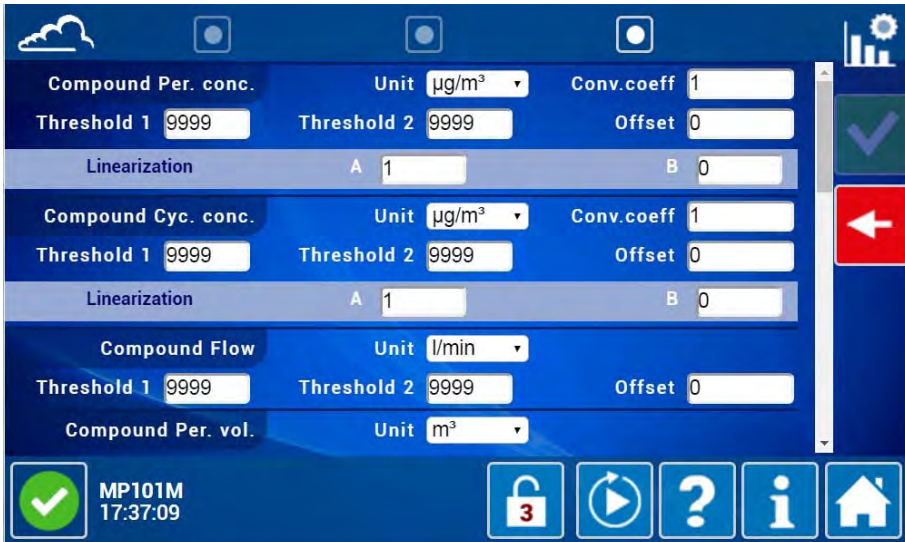 Compound Per. conc. Unit µg/m³ Conv.coeff 1
Threshold 1 9999 Threshold 2 9999 Offset 0
Linearization A 1 B 0
Compound Cyc. conc. Unit µg/m³ Conv.coeff 1
Threshold 1 9999 Threshold 2 9999 Offset 0
Linearization A 1 B 0
Compound Flow Unit l/min
Threshold 1 9999 Threshold 2 9999 Offset 0
Compound Per. vol. Unit m³
MP101M
17:37:09
3
? i